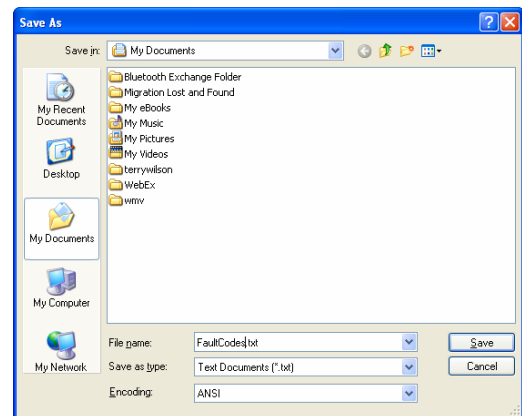 Save As
Save in: My Documents
My Recent Documents
Desktop
My Documents
My Computer
My Network
Bluetooth Exchange Folder
Migration Lost and Found
My eBooks
My Music
My Pictures
My Videos
terrywilson
WebEx
wmv
File name: FaultCodes.txt Save
Save as type: Text Documents (*.txt) Cancel
Encoding: ANSI